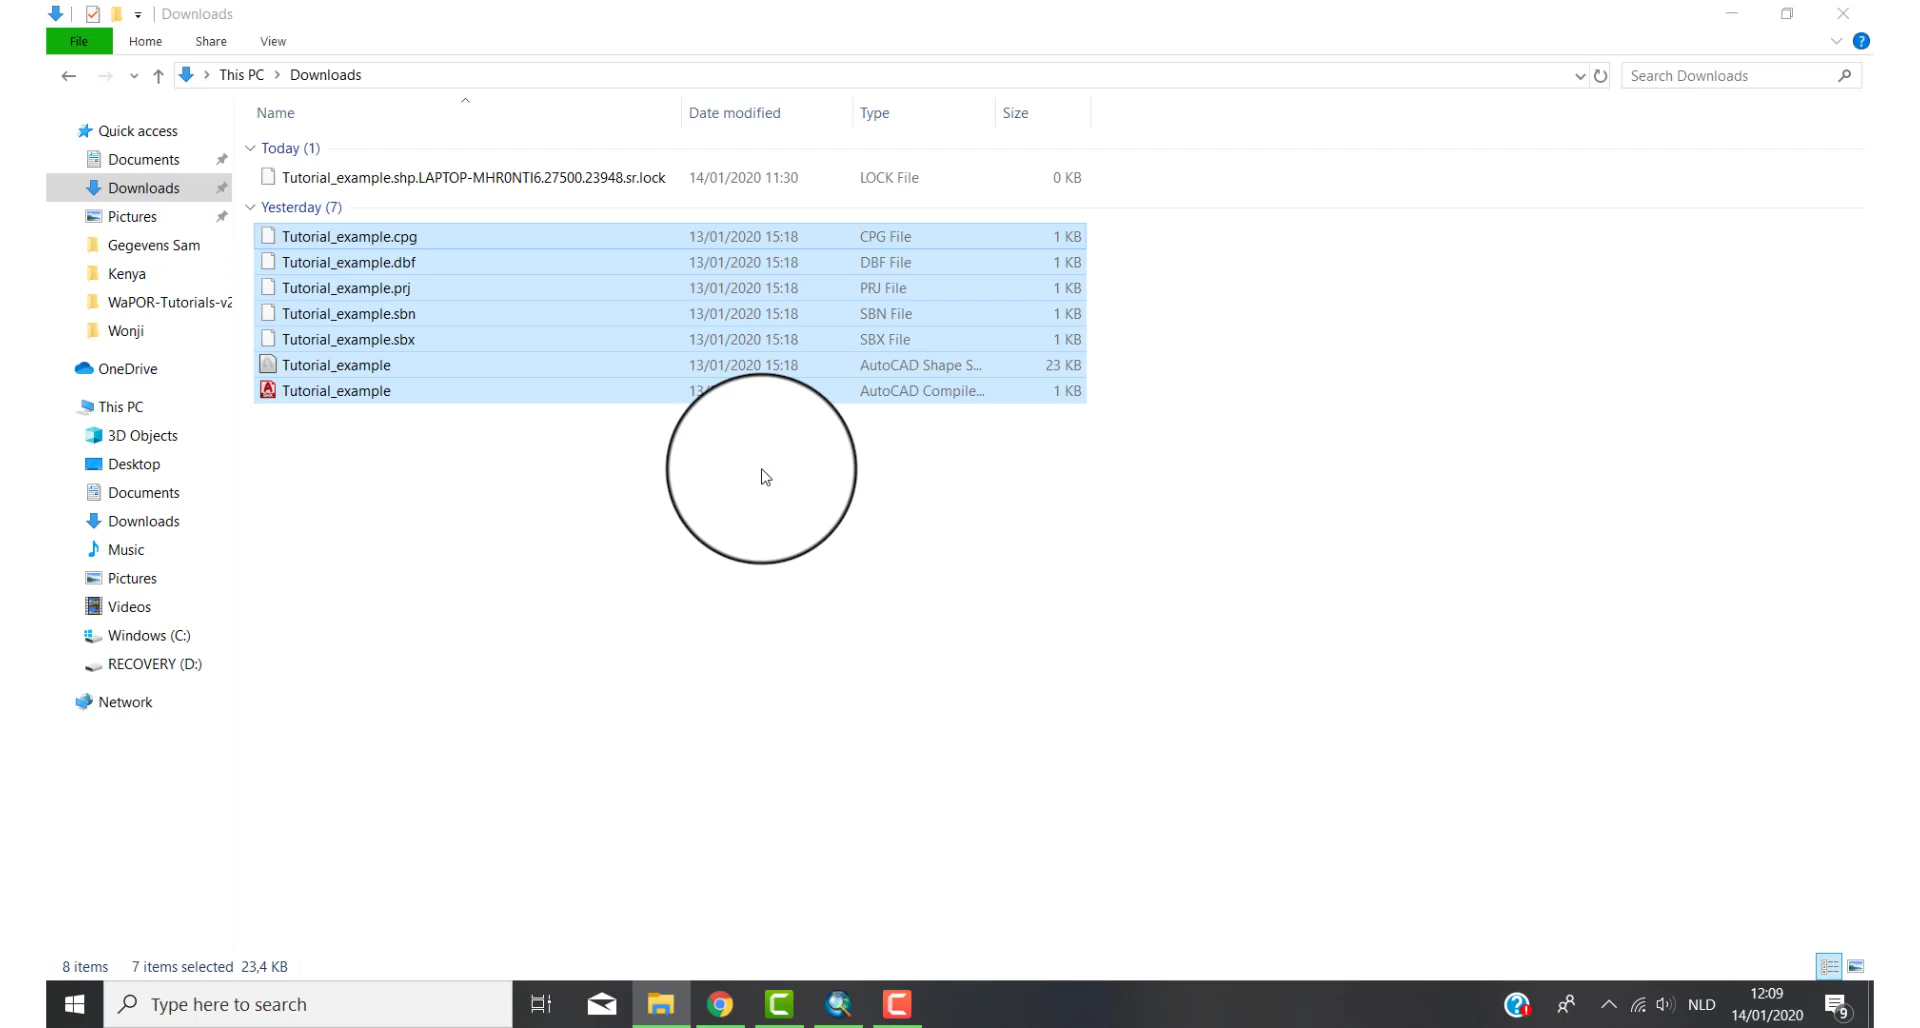 Downloads
File Home Share View
This PC > Downloads
Search Downloads
Name Date modified Type Size
Quick access
Documents
Downloads
Pictures
Gegevens Sam
Kenya
WaPOR-Tutorials-v2
Wonji
OneDrive
This PC
3D Objects
Desktop
Documents
Downloads
Music
Pictures
Videos
Windows (C:)
RECOVERY (D:)
Network
Today (1)
Tutorial_example.shp.LAPTOP-MHR0NTI6.27500.23948.sr.lock 14/01/2020 11:30 LOCK File 0 KB
Yesterday (7)
Tutorial_example.cpg 13/01/2020 15:18 CPG File 1 KB
Tutorial_example.dbf 13/01/2020 15:18 DBF File 1 KB
Tutorial_example.prj 13/01/2020 15:18 PRJ File 1 KB
Tutorial_example.sbn 13/01/2020 15:18 SBN File 1 KB
Tutorial_example.sbx 13/01/2020 15:18 SBX File 1 KB
Tutorial_example 13/01/2020 15:18 AutoCAD Shape S... 23 KB
Tutorial_example AutoCAD Compile... 1 KB
8 items 7 items selected 23,4 KB
Type here to search
NLD
12:09
14/01/2020
9